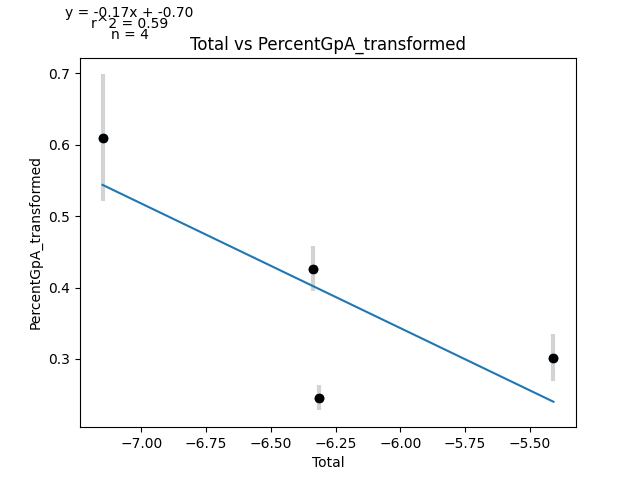 y = -0.17x + -0.70
r^2 = 0.59
n = 4
Total vs PercentGpA_transformed
0.7
0.6
0.5
0.4
0.3
PercentGpA_transformed
−7.00 −6.75 −6.50 −6.25 −6.00 −5.75 −5.50
Total